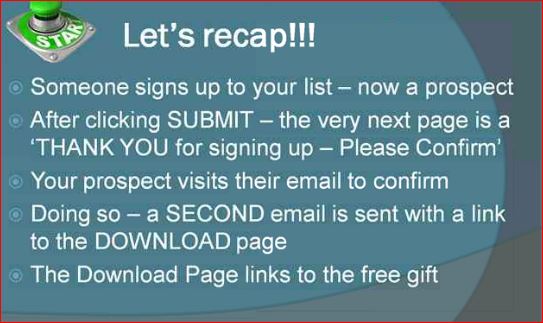 STAR
Let's recap!!!
Someone signs up to your list – now a prospect
After clicking SUBMIT – the very next page is a
'THANK YOU for signing up – Please Confirm'
Your prospect visits their email to confirm
Doing so – a SECOND email is sent with a link
to the DOWNLOAD page
The Download Page links to the free gift